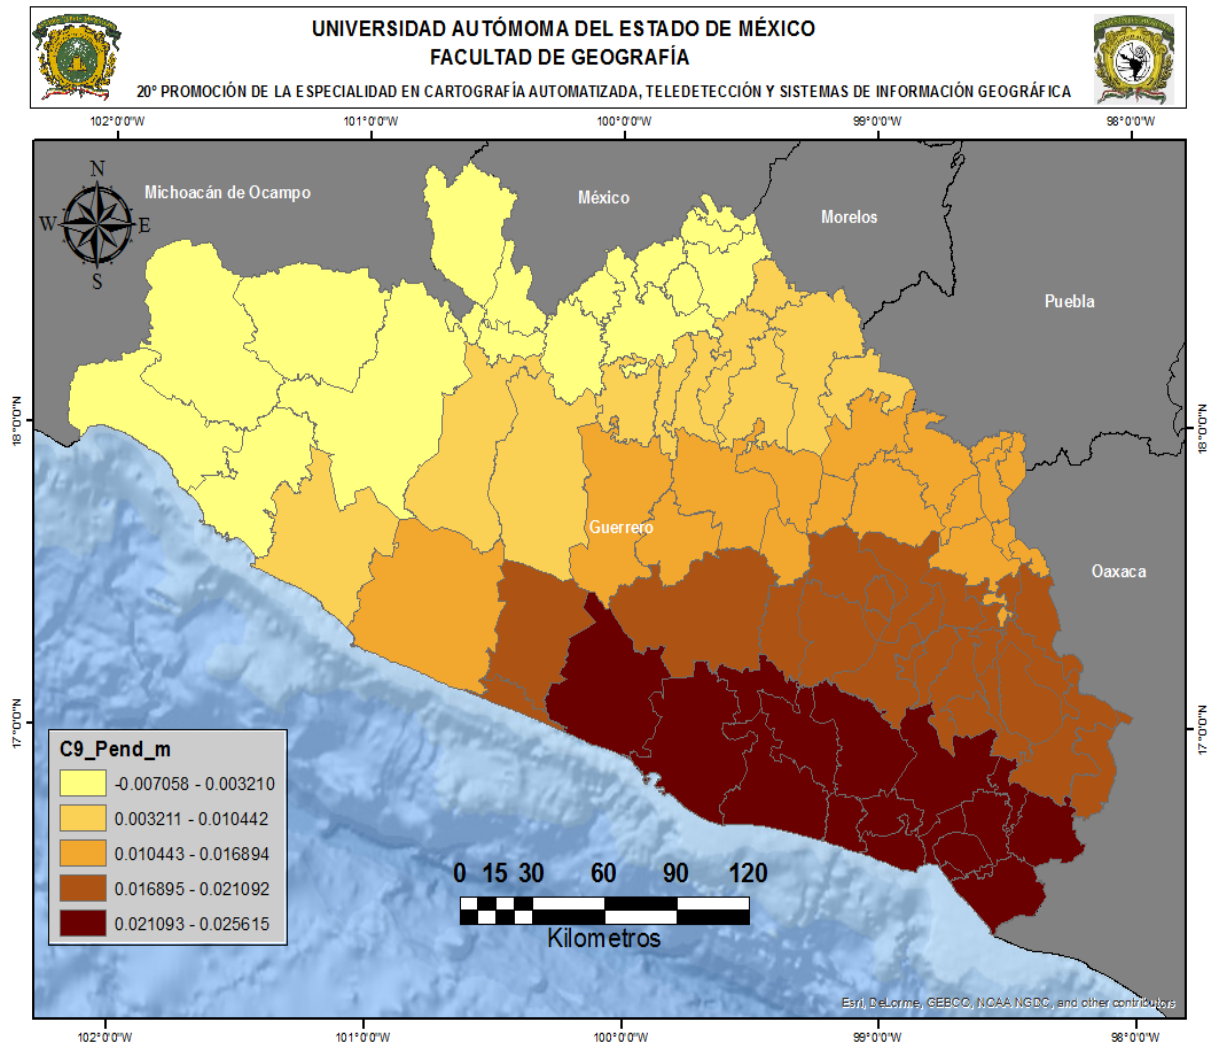 UNIVERSIDAD AUTÓMOMA DEL ESTADO DE MÉXICO
FACULTAD DE GEOGRAFÍA
20º PROMOCIÓN DE LA ESPECIALIDAD EN CARTOGRAFÍA AUTOMATIZADA, TELEDETECCIÓN Y SISTEMAS DE INFORMACIÓN GEOGRÁFICA
102°0'0"W 101°0'0"W 100°0'0"W 99°0'0"W 98°0'0"W
N
W E
S
Michoacán de Ocampo
México
Morelos
Puebla
18°0'0"N 18°0'0"N
Guerrero
Oaxaca
17°0'0"N 17°0'0"N
C9_Pend_m
-0.007058 - 0.003210
0.003211 - 0.010442
0.010443 - 0.016894
0.016895 - 0.021092
0.021093 - 0.025615
0 15 30 60 90 120
Kilometros
Esri, DeLorme, GEBCO, NOAA NGDC, and other contributors
102°0'0"W 101°0'0"W 100°0'0"W 99°0'0"W 98°0'0"W